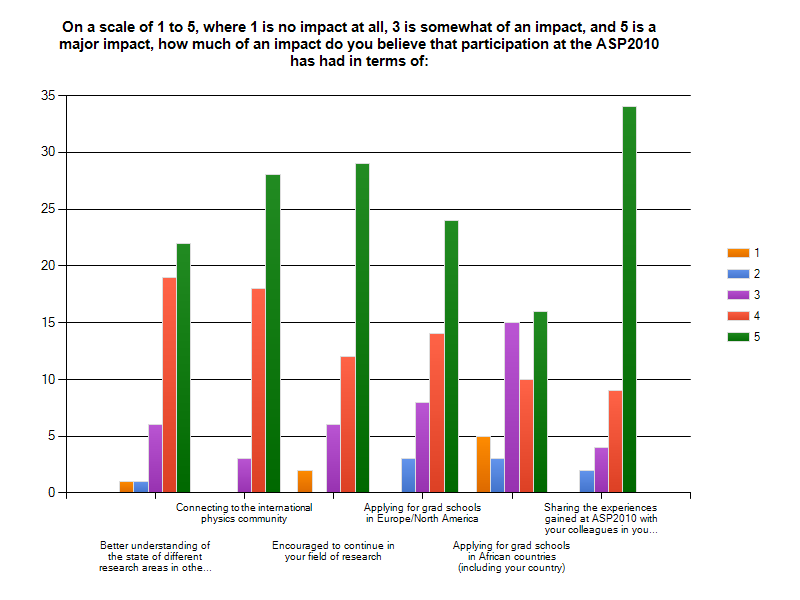 On a scale of 1 to 5, where 1 is no impact at all, 3 is somewhat of an impact, and 5 is a
major impact, how much of an impact do you believe that participation at the ASP2010
has had in terms of:
35
30
25
20
15
10
5
0
1
2
3
4
5
Better understanding of
the state of different
research areas in othe...
Connecting to the international
physics community
Encouraged to continue in
your field of research
Applying for grad schools
in Europe/North America
Applying for grad schools
in African countries
(including your country)
Sharing the experiences
gained at ASP2010 with
your colleagues in you...